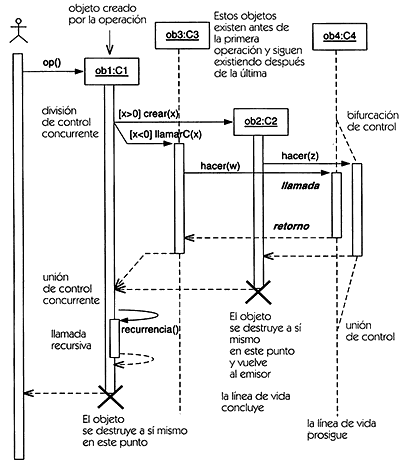 objeto creado
por la operación
Estos objetos
existen antes de
la primera
operación y siguen
existiendo después
de la última
op()
ob1:C1
ob3:C3
ob4:C4
división
de control
concurrente
[x>0] crear(x)
[x<0] llamarC(x)
ob2:C2
bifurcación
de control
hacer(z)
hacer(w)
llamada
retorno
unión
de control
concurrente
llamada
recursiva
recurrencia()
El objeto
se destruye a sí
mismo
en este punto
y vuelve
al emisor
unión
de control
la línea de vida
concluye
la línea de vida
prosigue
El objeto
se destruye a sí mismo
en este punto